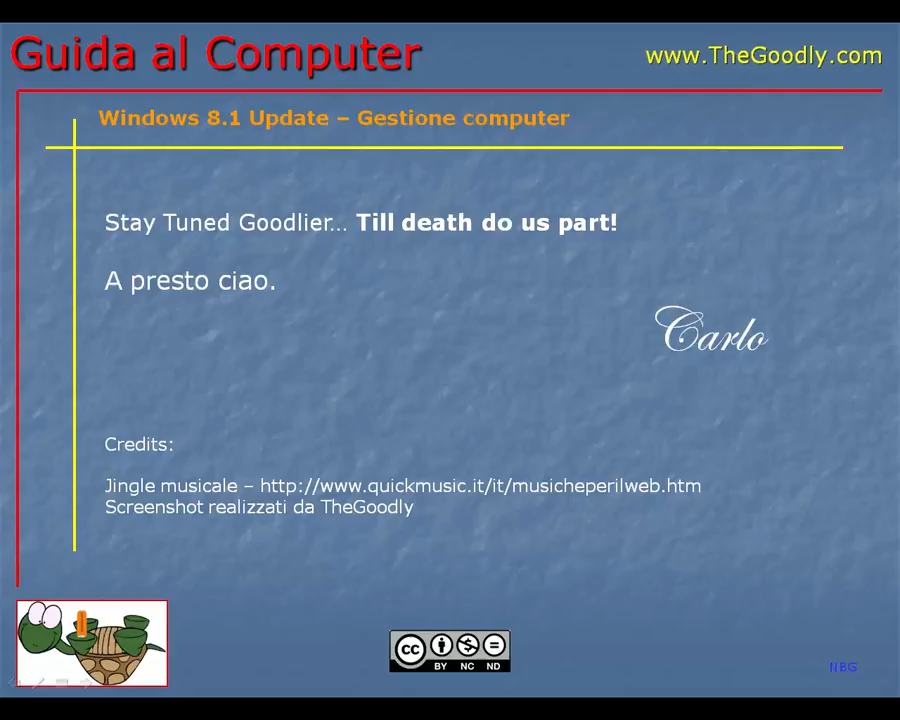 Guida al Computer
www.TheGoodly.com
Windows 8.1 Update – Gestione computer
Stay Tuned Goodlier... Till death do us part!
A presto ciao.
Carlo
Credits:
Jingle musicale – http://www.quickmusic.it/it/musicheperilweb.htm
Screenshot realizzati da TheGoodly
cc
BY NC ND
NBG